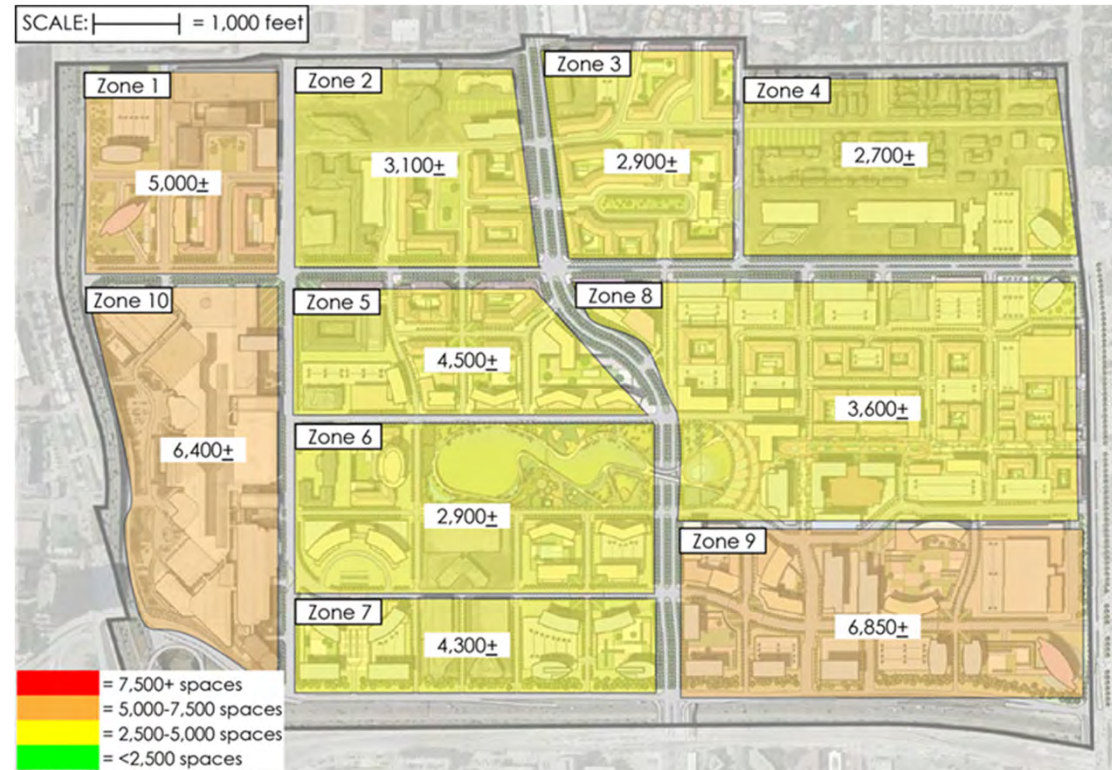 SCALE: = 1,000 feet
Zone 1
5,000±
Zone 2
3,100±
Zone 3
2,900±
Zone 4
2,700±
Zone 10
6,400±
Zone 5
4,500±
Zone 8
3,600±
Zone 6
2,900±
Zone 9
6,850±
Zone 7
4,300±
= 7,500+ spaces
= 5,000-7,500 spaces
= 2,500-5,000 spaces
= <2,500 spaces